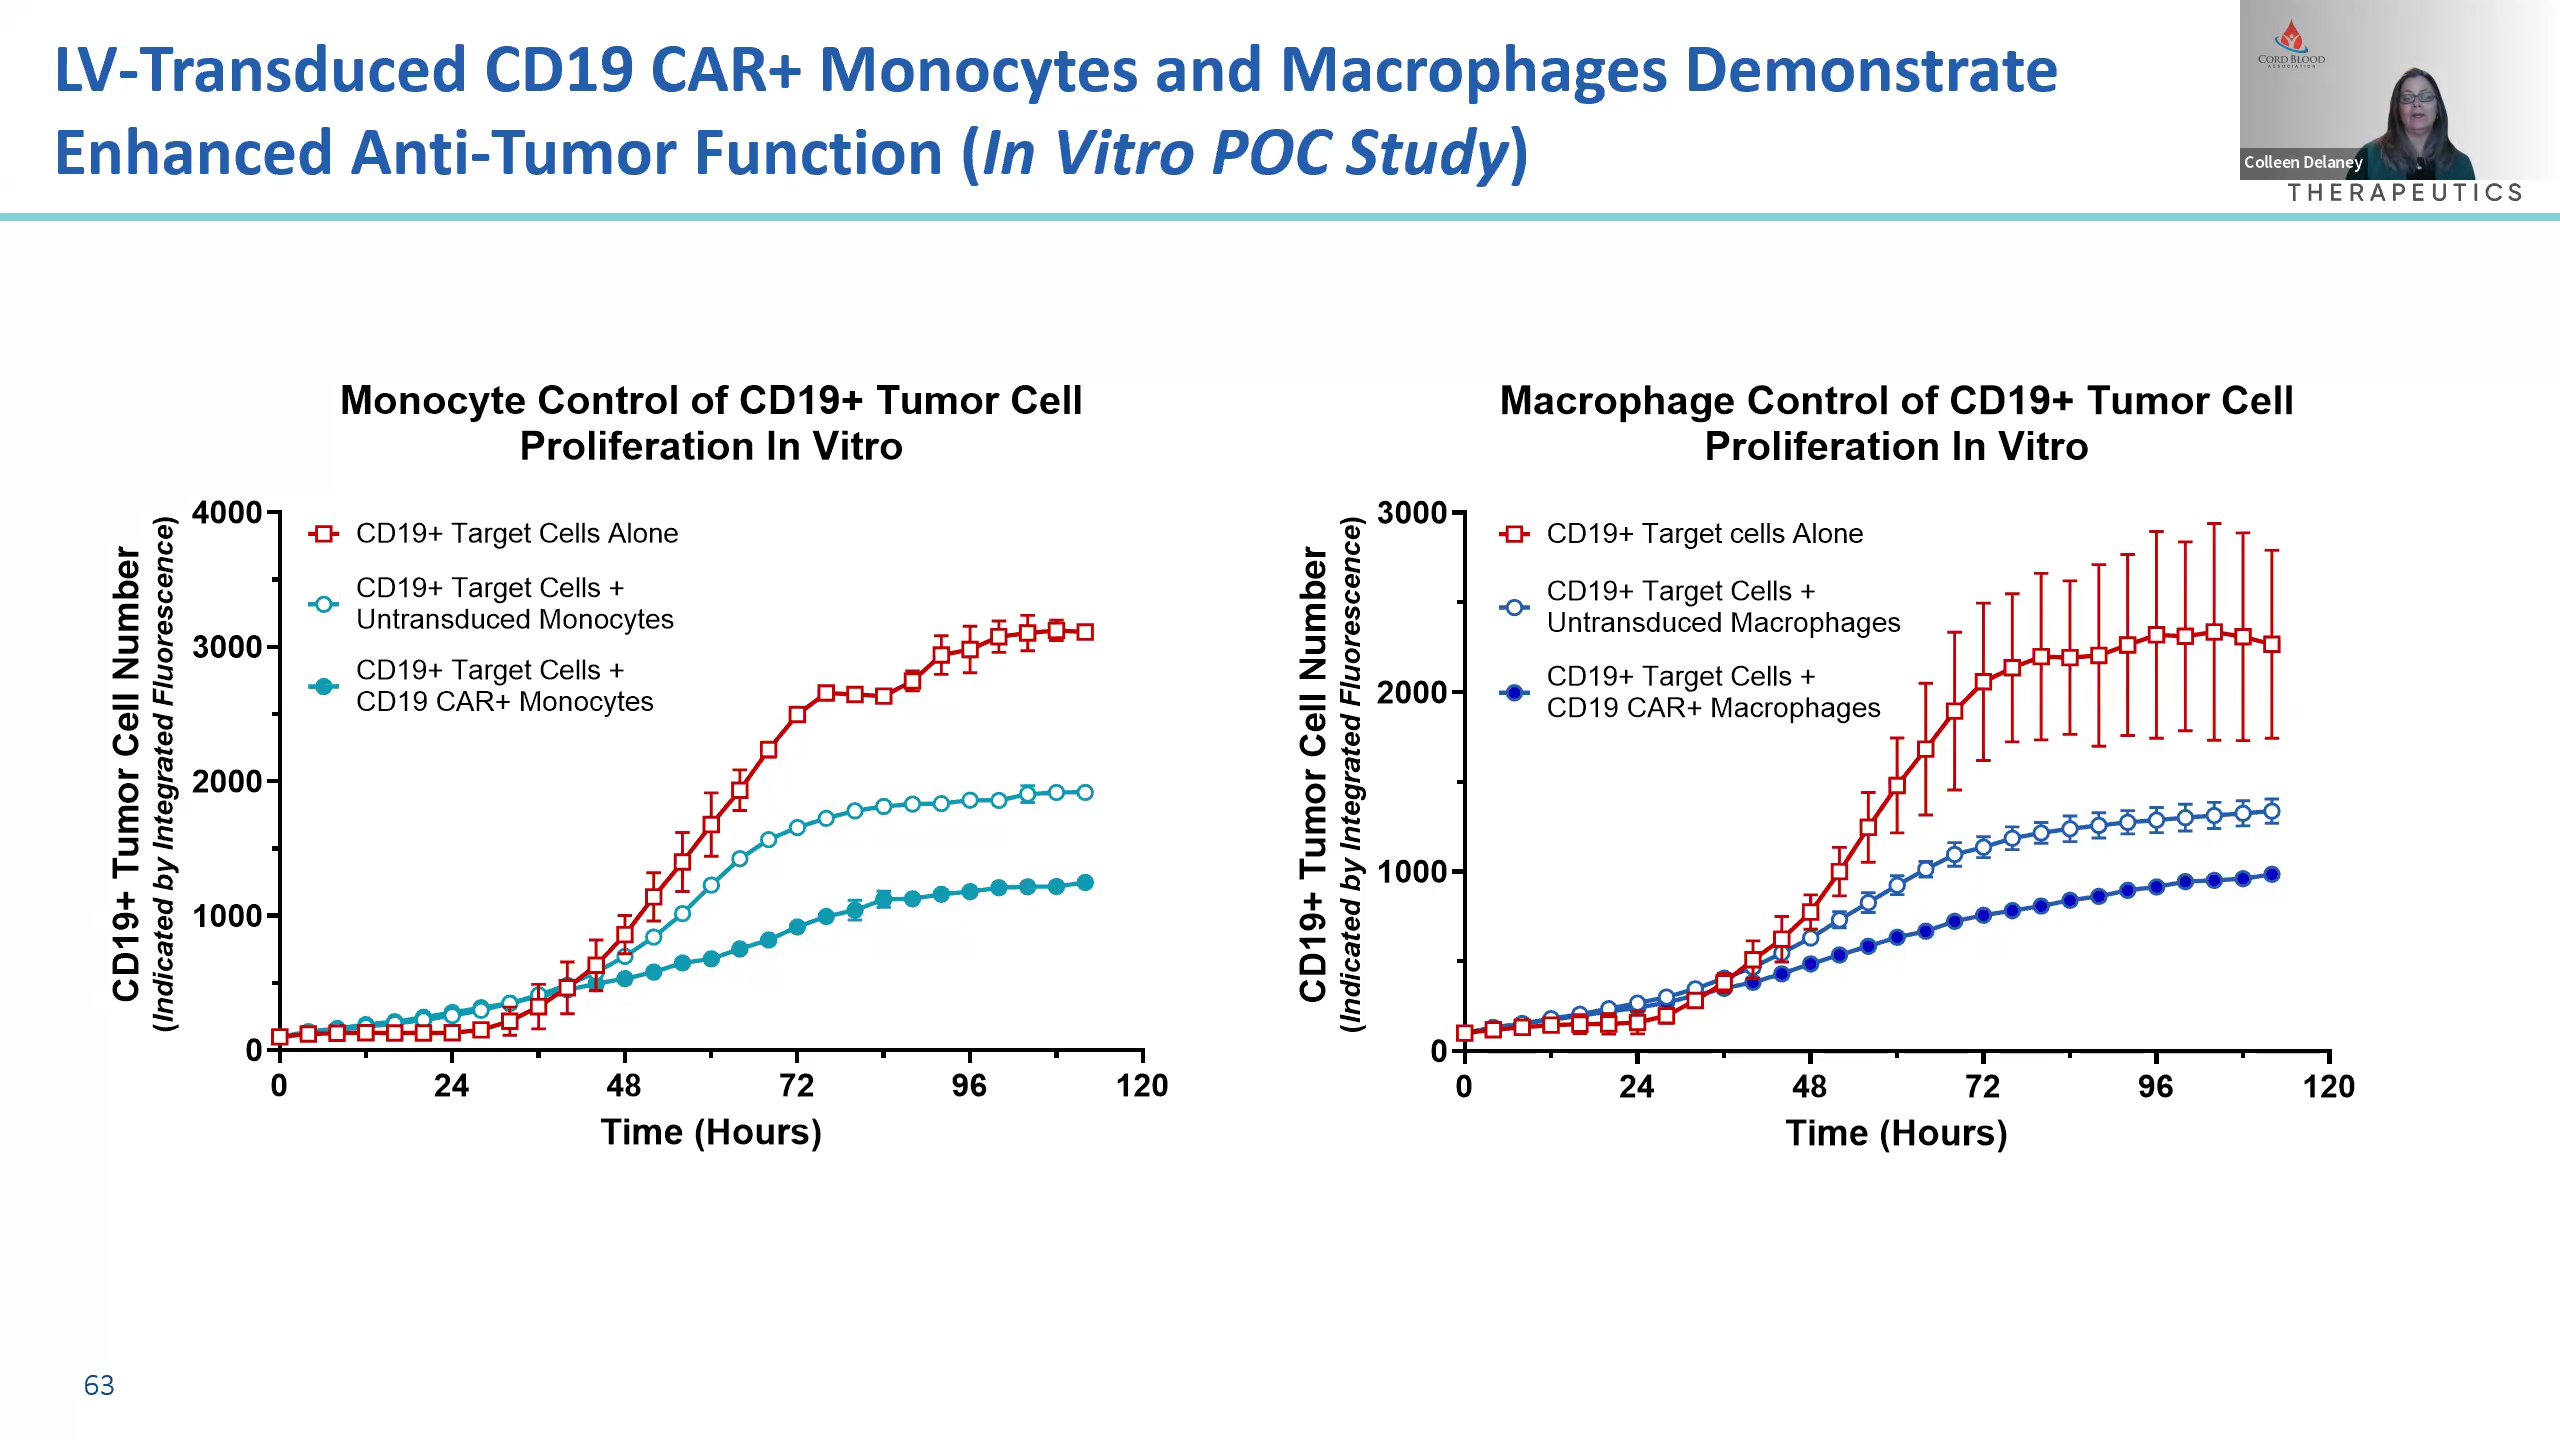 LV-Transduced CD19 CAR+ Monocytes and Macrophages Demonstrate
Enhanced Anti-Tumor Function (In Vitro POC Study)
CORD BLOOD
ASSOCIATION
Colleen Delaney
THERAPEUTICS
Monocyte Control of CD19+ Tumor Cell
Proliferation In Vitro
CD19+ Tumor Cell Number
(Indicated by Integrated Fluorescence)
4000
3000
2000
1000
0
CD19+ Target Cells Alone
CD19+ Target Cells +
Untransduced Monocytes
CD19+ Target Cells +
CD19 CAR+ Monocytes
0 24 48 72 96 120
Time (Hours)
Macrophage Control of CD19+ Tumor Cell
Proliferation In Vitro
CD19+ Tumor Cell Number
(Indicated by Integrated Fluorescence)
3000
2000
1000
0
CD19+ Target cells Alone
CD19+ Target Cells +
Untransduced Macrophages
CD19+ Target Cells +
CD19 CAR+ Macrophages
0 24 48 72 96 120
Time (Hours)
63